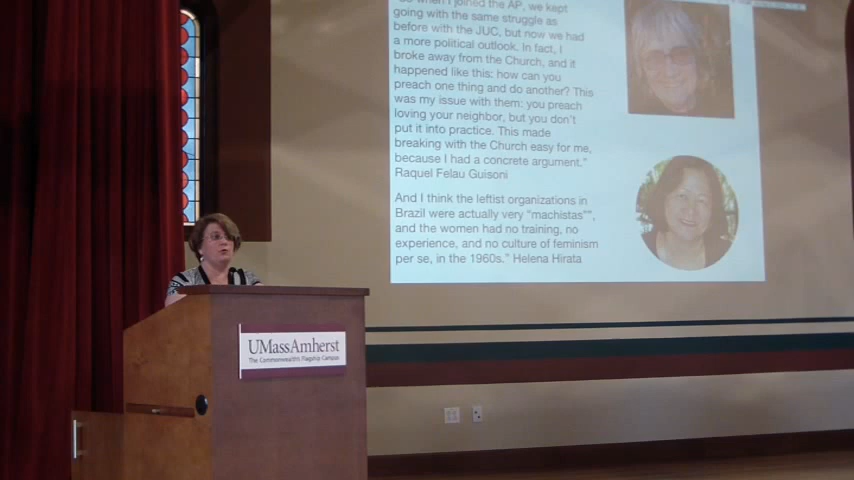 So when I joined the AP, we kept
going with the same struggle as
before with the JUC, but now we had
a more political outlook. In fact, I
broke away from the Church, and it
happened like this: how can you
preach one thing and do another? This
was my issue with them: you preach
loving your neighbor, but you don't
put it into practice. This made
breaking with the Church easy for me,
because I had a concrete argument."
Raquel Felau Guisoni
And I think the leftist organizations in
Brazil were actually very "machistas"",
and the women had no training, no
experience, and no culture of feminism
per se, in the 1960s." Helena Hirata
UMassAmherst
The Commonwealth's Flagship Campus